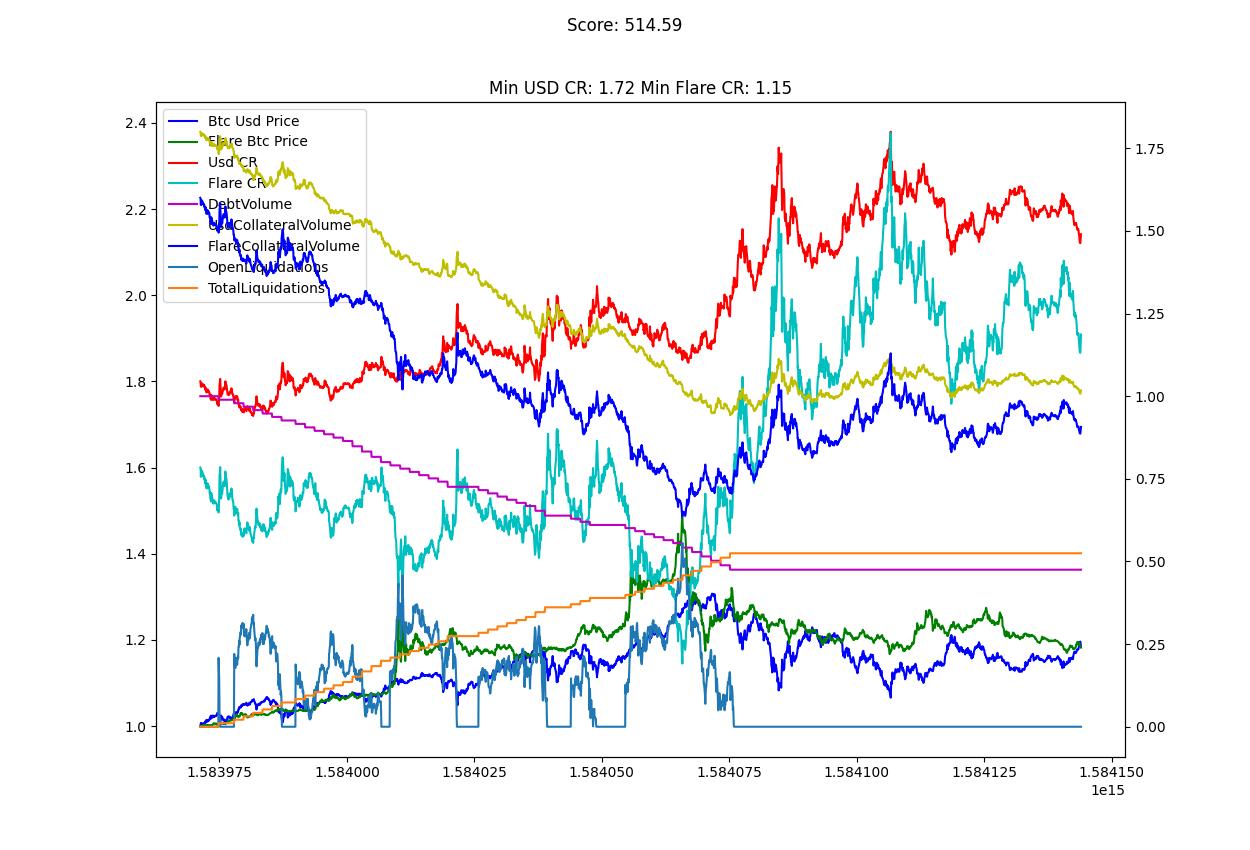 Score: 514.59
Min USD CR: 1.72 Min Flare CR: 1.15
Btc Usd Price
Flare Btc Price
Usd CR
Flare CR
DebtVolume
UsdCollateralVolume
FlareCollateralVolume
OpenLiquidations
TotalLiquidations
2.4
2.2
2.0
1.8
1.6
1.4
1.2
1.0
1.75
1.50
1.25
1.00
0.75
0.50
0.25
0.00
1.583975 1.584000 1.584025 1.584050 1.584075 1.584100 1.584125 1.584150
1e15